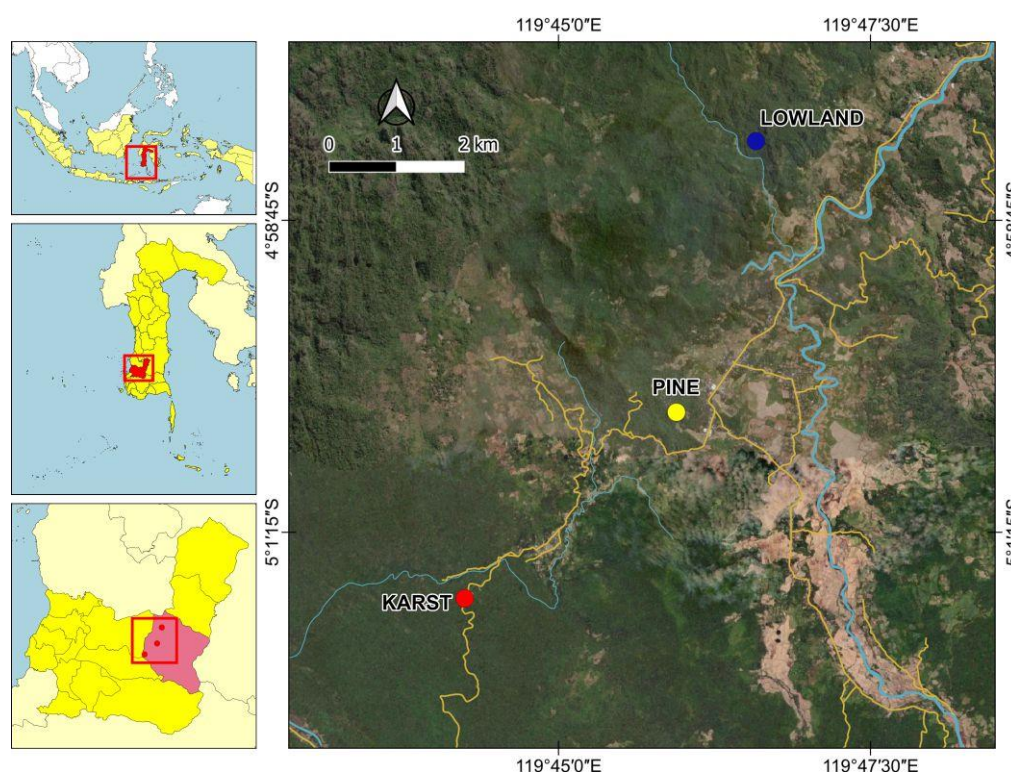 119°45′0″E
119°47′30″E
0 1 2 km
LOWLAND
4°58′45″S
4°58′45″S
PINE
5°1′15″S
5°1′15″S
KARST
119°45′0″E
119°47′30″E